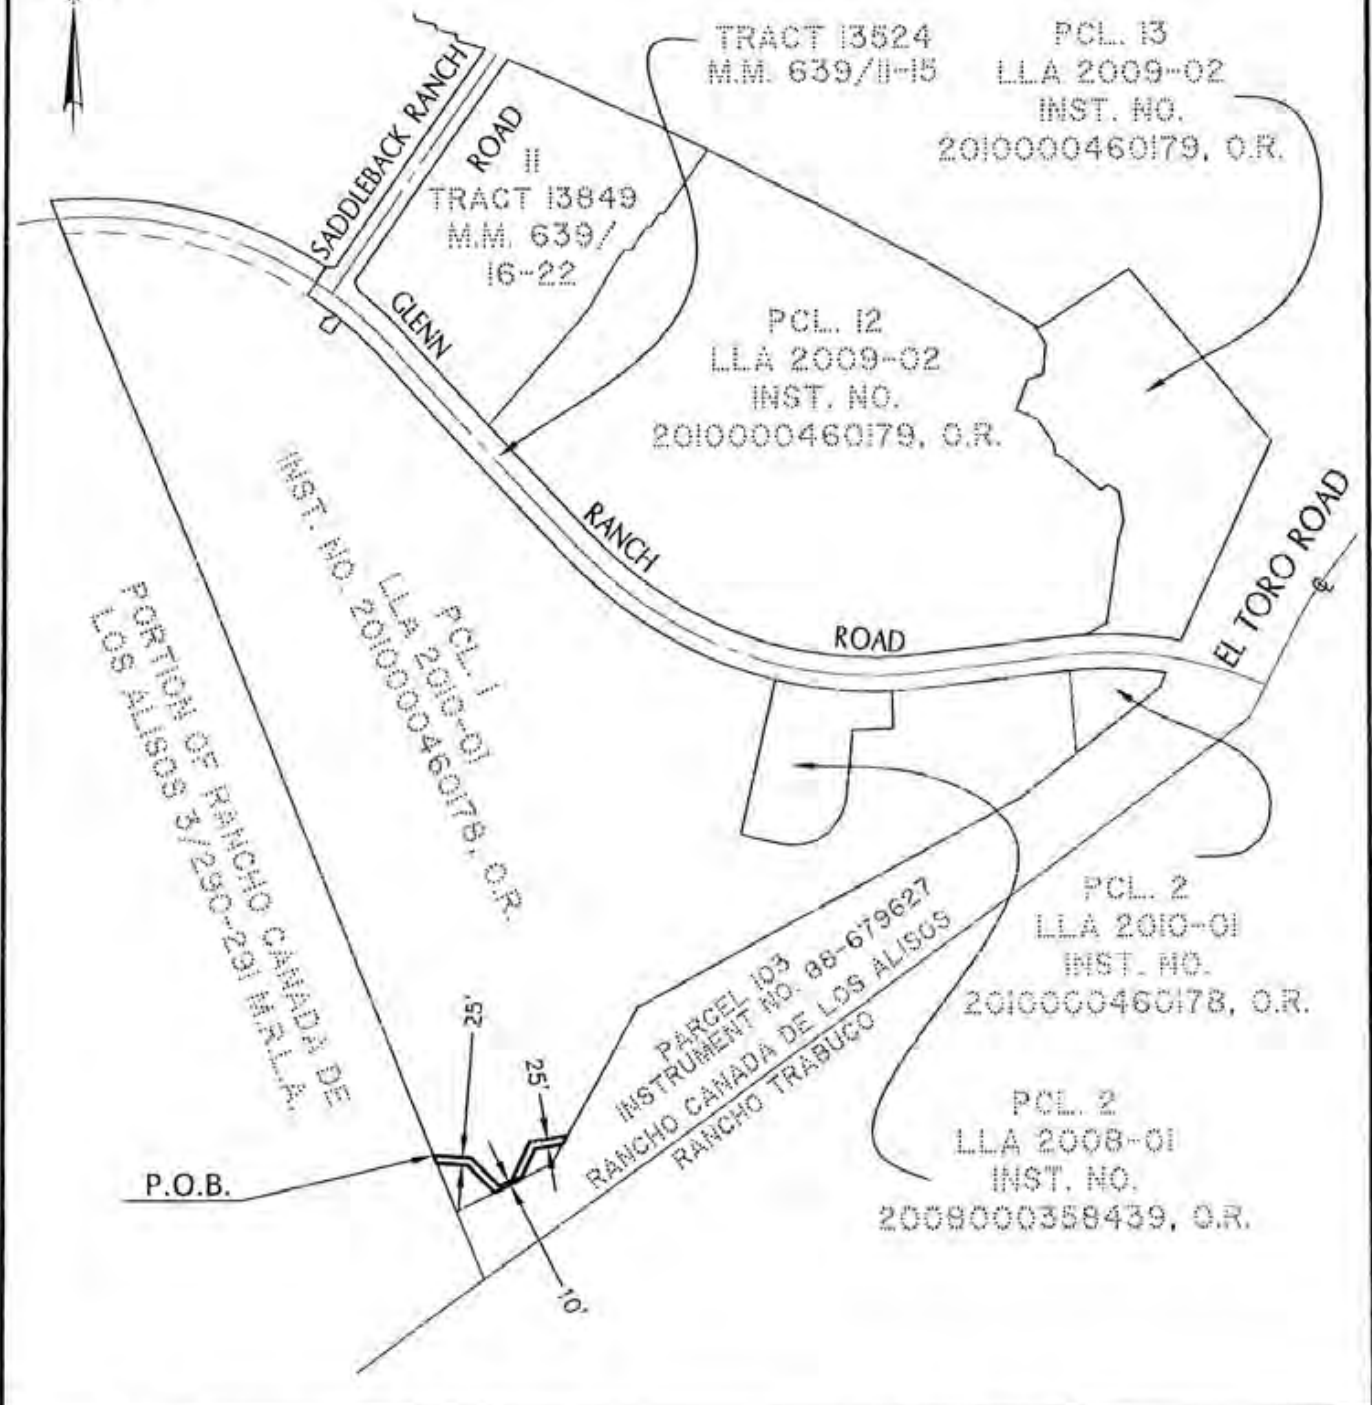 TRACT 13524
M.M. 639/11-15
PCL. 13
LLA 2009-02
INST. NO.
2010000460179, O.R.
SADDLEBACK RANCH
ROAD
11
TRACT 13849
M.M. 639/
16-22
GLENN
PCL. 12
LLA 2009-02
INST. NO.
2010000460179, O.R.
RANCH
ROAD
EL TORO ROAD
℄
PCL. 1
LLA 2010-01
INST. NO. 2010000460178, O.R.
PORTION OF RANCHO CANADA DE
LOS ALISOS 3/290-291 M.R.L.A.
PCL. 2
LLA 2010-01
INST. NO.
2010000460178, O.R.
PARCEL 103
INSTRUMENT NO. 88-679627
RANCHO CANADA DE LOS ALISOS
RANCHO TRABUCO
25'
25'
PCL. 2
LLA 2008-01
INST. NO.
2008000358439, O.R.
P.O.B.
10'